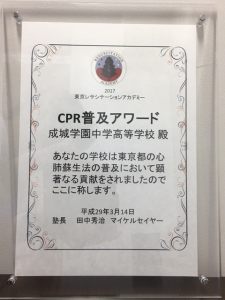 2017
東京レサシテーションアカデミー
CPR普及アワード
成城学園中学高等学校 殿
あなたの学校は東京都の心
肺蘇生法の普及において顕
著なる貢献をされましたので
ここに称します。
平成29年3月14日
塾長 田中秀治 マイケルセイヤー